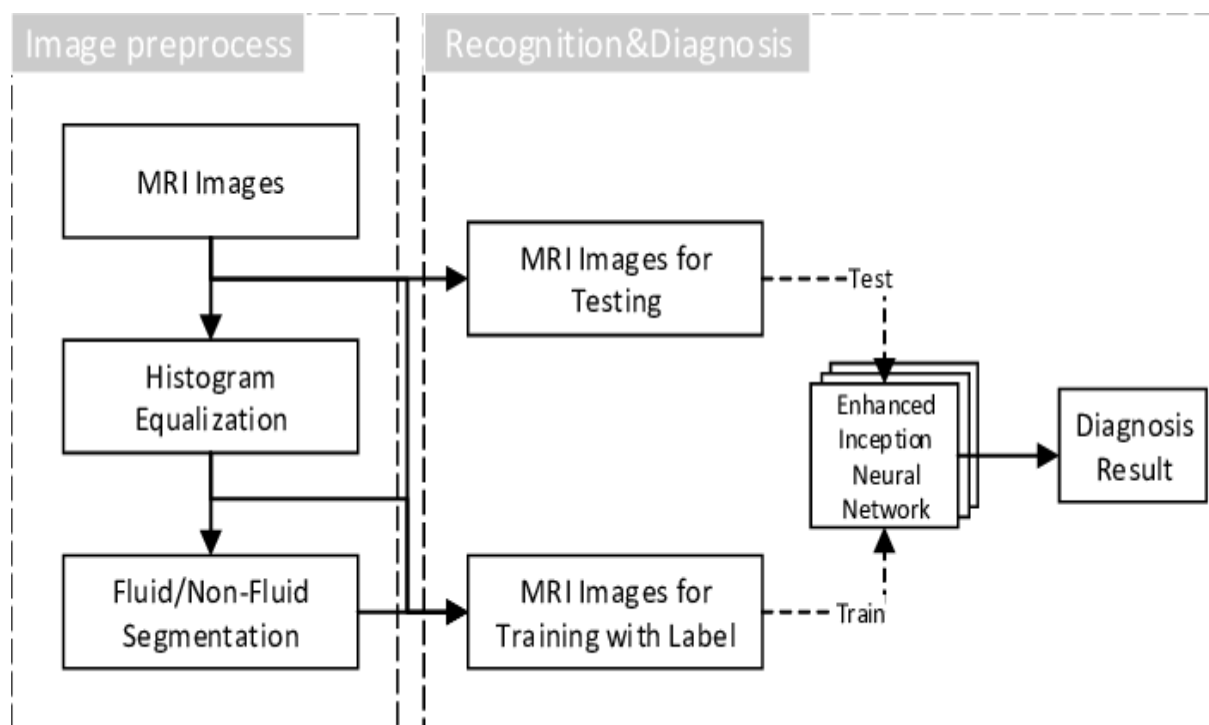 Image preprocess
Recognition&Diagnosis
MRI Images
MRI Images for
Testing
Test
Histogram
Equalization
Enhanced
Inception
Neural
Network
Diagnosis
Result
Fluid/Non-Fluid
Segmentation
MRI Images for
Training with Label
Train